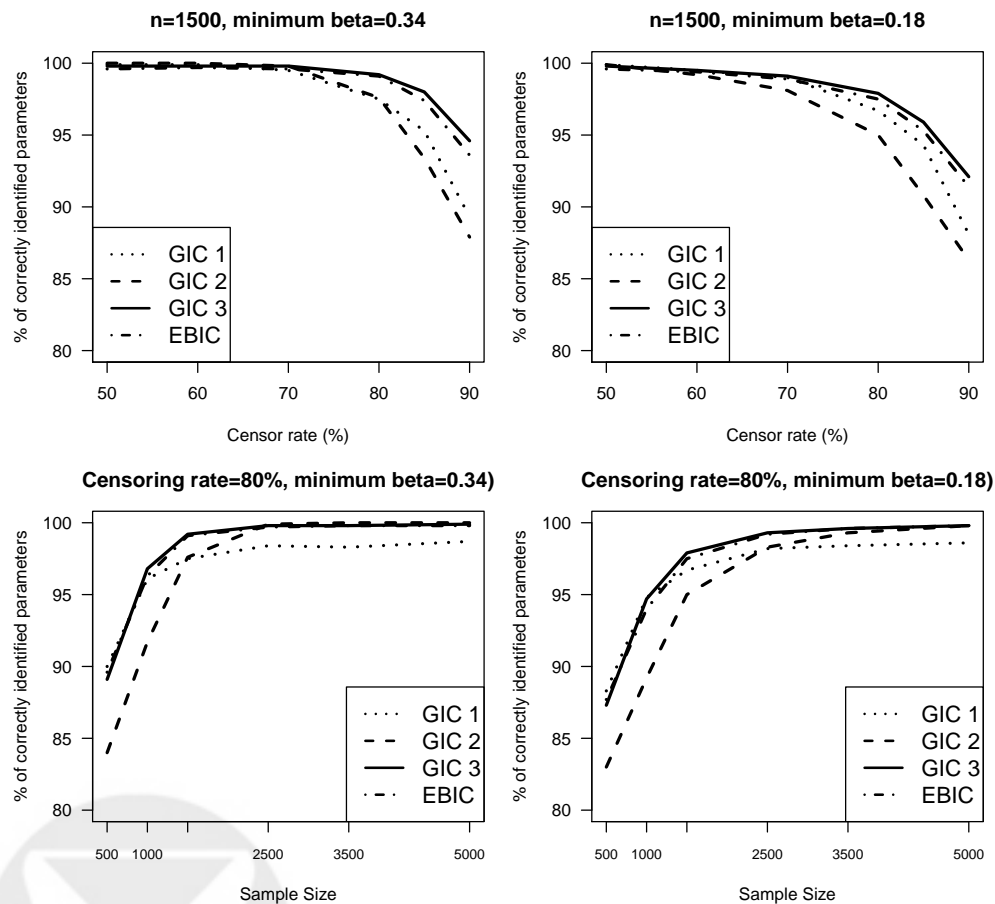 n=1500, minimum beta=0.34
% of correctly identified parameters
100
95
90
85
80
GIC 1
GIC 2
GIC 3
EBIC
50 60 70 80 90
Censor rate (%)
n=1500, minimum beta=0.18
% of correctly identified parameters
100
95
90
85
80
GIC 1
GIC 2
GIC 3
EBIC
50 60 70 80 90
Censor rate (%)
Censoring rate=80%, minimum beta=0.34)
% of correctly identified parameters
100
95
90
85
80
GIC 1
GIC 2
GIC 3
EBIC
500 1000 2500 3500 5000
Sample Size
Censoring rate=80%, minimum beta=0.18)
% of correctly identified parameters
100
95
90
85
80
GIC 1
GIC 2
GIC 3
EBIC
500 1000 2500 3500 5000
Sample Size